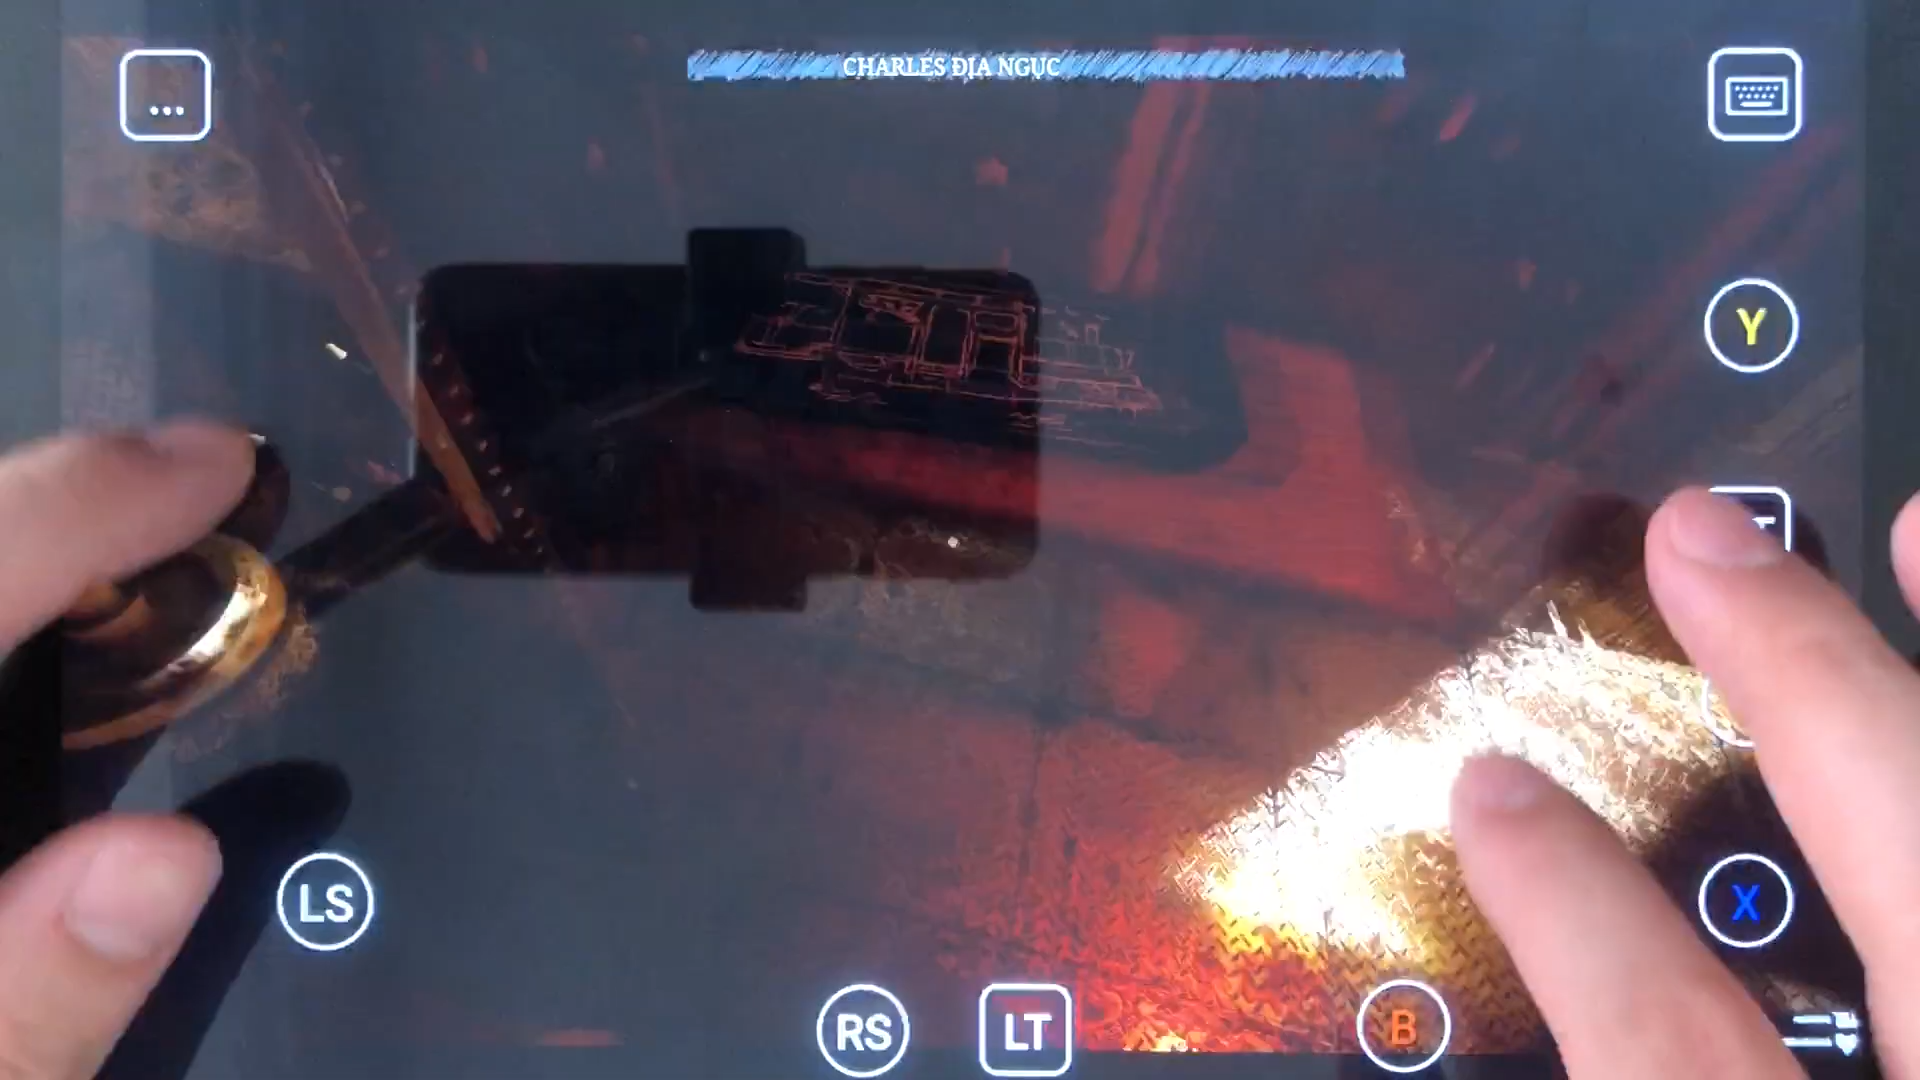 CHARLES ĐỊA NGỤC
...
Y
LS
X
RS
LT
B